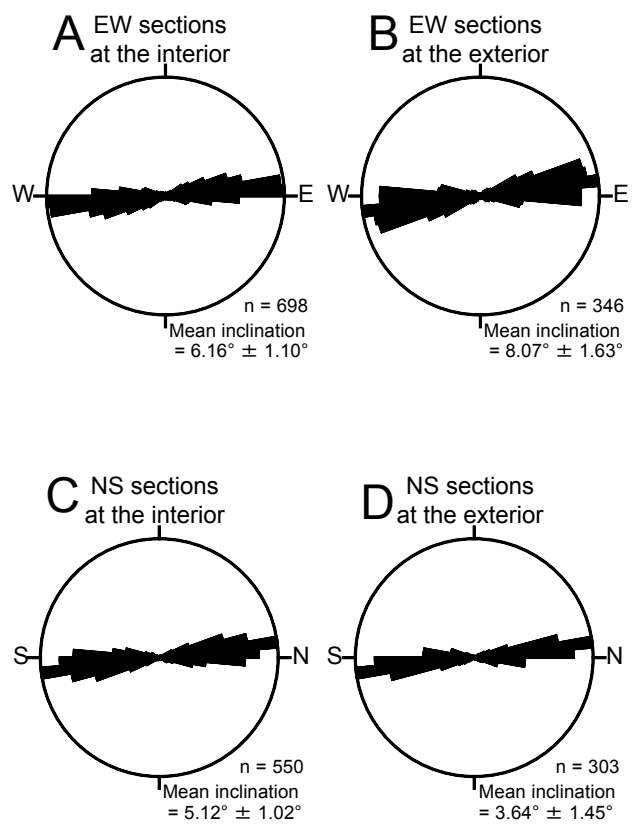 A
EW sections
at the interior
W
E
n = 698
Mean inclination
= 6.16° ± 1.10°
B
EW sections
at the exterior
W
E
n = 346
Mean inclination
= 8.07° ± 1.63°
C
NS sections
at the interior
S
N
n = 550
Mean inclination
= 5.12° ± 1.02°
D
NS sections
at the exterior
S
N
n = 303
Mean inclination
= 3.64° ± 1.45°